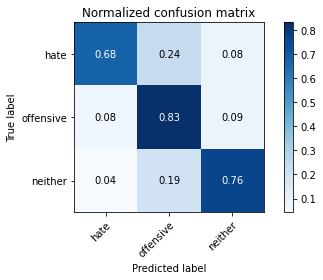 Normalized confusion matrix
True label
hate
0.68 0.24 0.08
offensive
0.08 0.83 0.09
neither
0.04 0.19 0.76
hate
offensive
neither
Predicted label
0.8
0.7
0.6
0.5
0.4
0.3
0.2
0.1